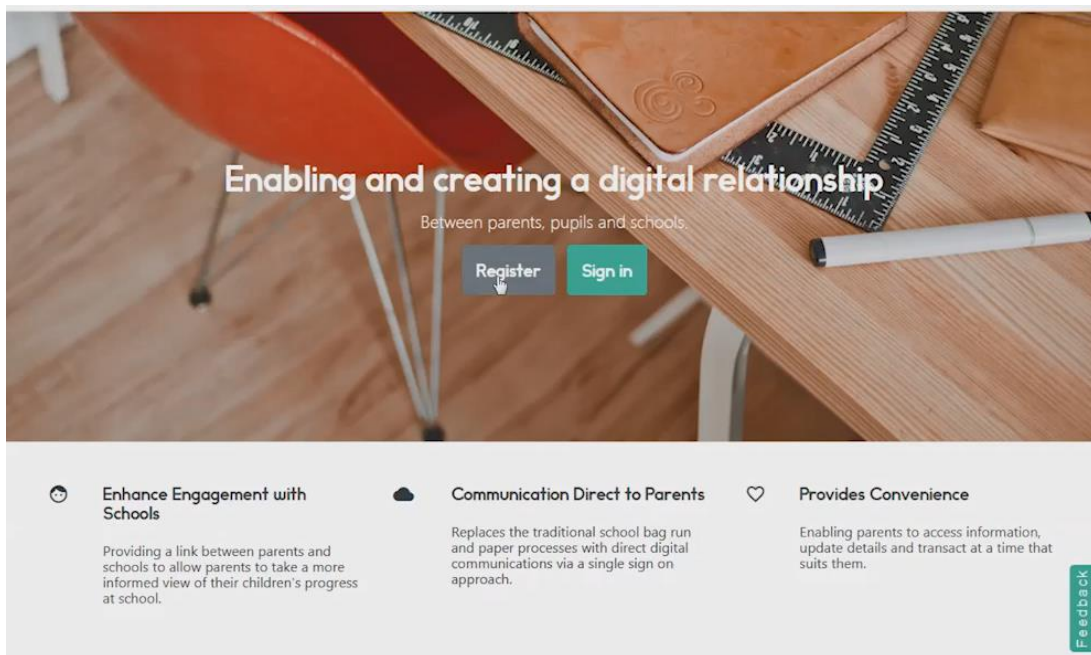 Enabling and creating a digital relationship
Between parents, pupils and schools.
Register
Sign in
Enhance Engagement with
Schools
Providing a link between parents and
schools to allow parents to take a more
informed view of their children's progress
at school.
Communication Direct to Parents
Replaces the traditional school bag run
and paper processes with direct digital
communications via a single sign on
approach.
Provides Convenience
Enabling parents to access information,
update details and transact at a time that
suits them.
Feedback